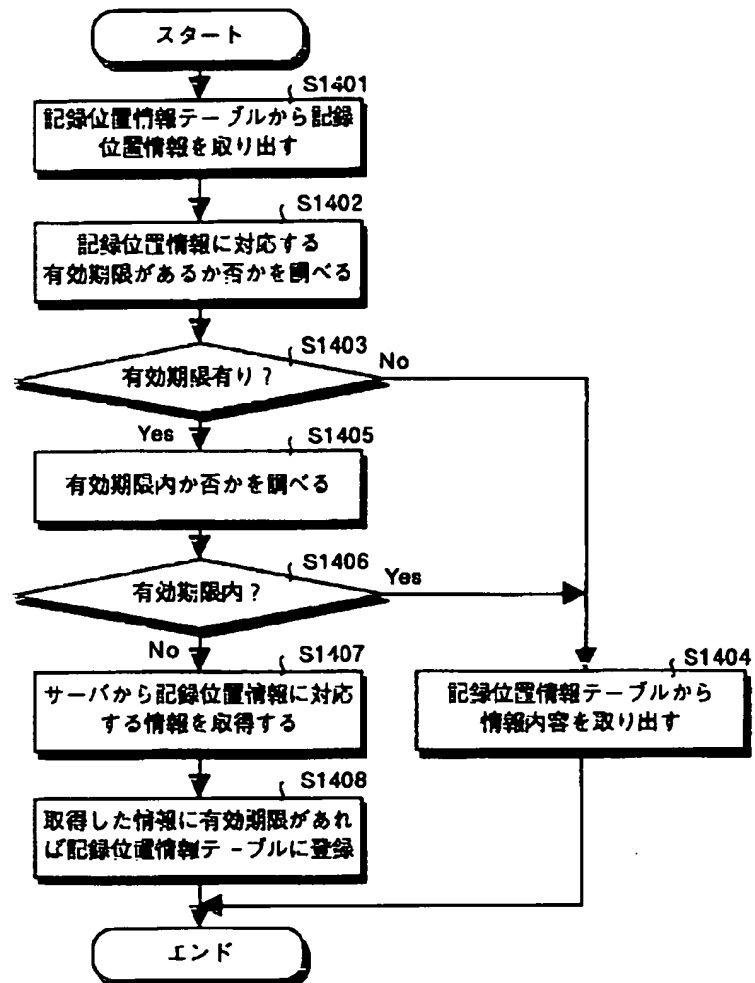 スタート
S1401
記録位置情報テーブルから記録
位置情報を取り出す
S1402
記録位置情報に対応する
有効期限があるか否かを調べる
S1403
有効期限有り？
No
Yes
S1405
有効期限内か否かを調べる
S1406
有効期限内？
Yes
No
S1407
サーバから記録位置情報に対応
する情報を取得する
S1404
記録位置情報テーブルから
情報内容を取り出す
S1408
取得した情報に有効期限があれ
ば記録位置情報テーブルに登録
エンド